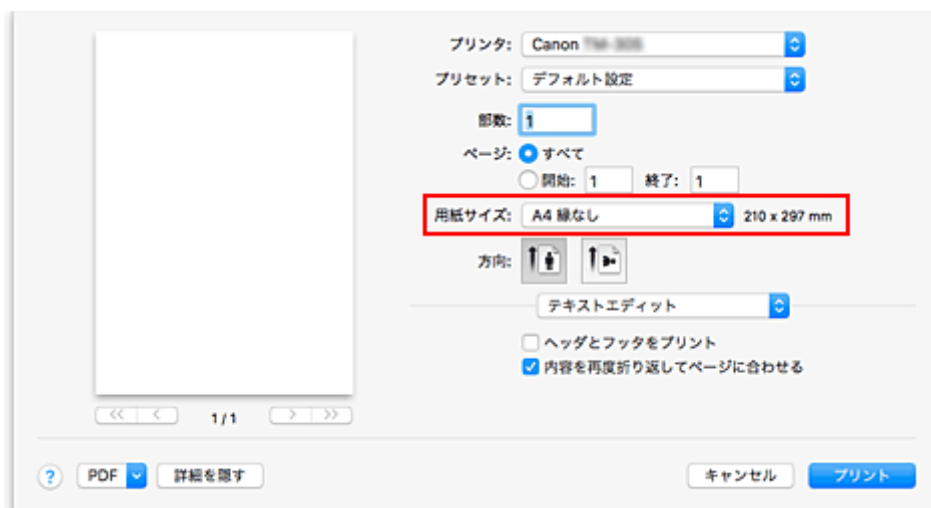 プリンタ: Canon
プリセット: デフォルト設定
部数: 1
ページ: すべて
開始: 1 終了: 1
用紙サイズ: A4 縁なし 210 x 297 mm
方向:
テキストエディット
ヘッダとフッタをプリント
内容を再度折り返してページに合わせる
<< < 1 / 1 > >>
? PDF 詳細を隠す キャンセル プリント